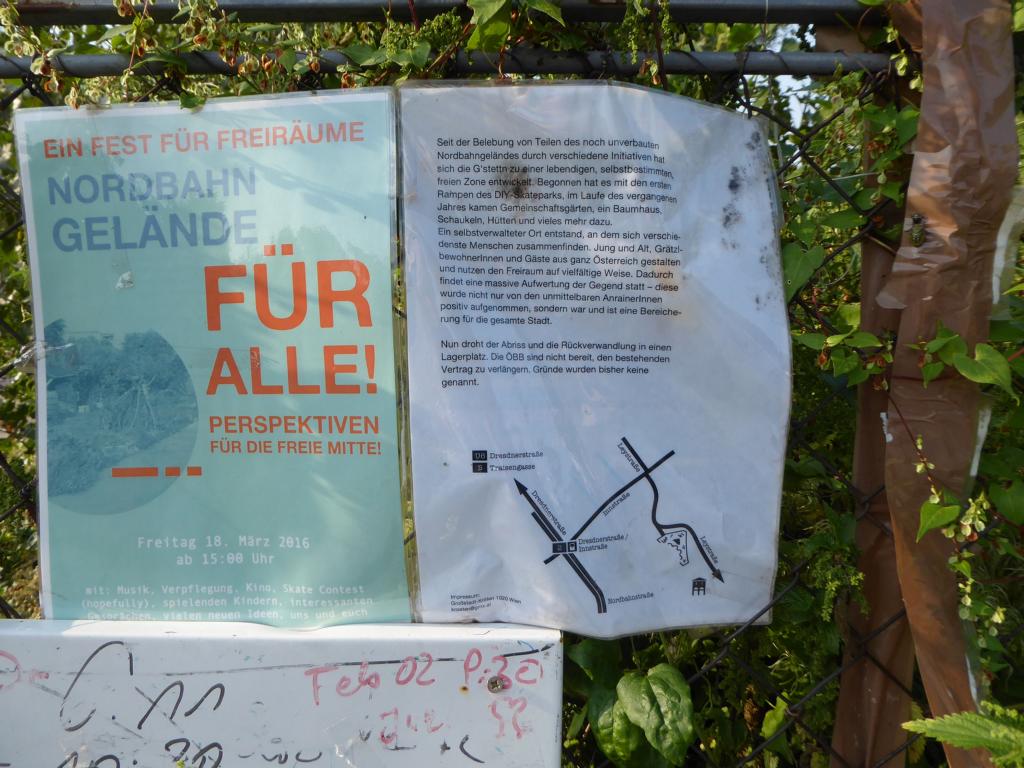 EIN FEST FÜR FREIRÄUME
NORDBAHN
GELÄNDE
FÜR
ALLE!
PERSPEKTIVEN
FÜR DIE FREIE MITTE!
Freitag 18. März 2016
ab 15:00 Uhr
mit: Musik, Verpflegung, Kino, Skate Contest
(hopefully), spielenden Kindern, interessanten
Gesprächen, vielen neuen Ideen, uns und euch
Seit der Belebung von Teilen des noch unverbauten
Nordbahngeländes durch verschiedene Initiativen hat
sich die G'stettn zu einer lebendigen, selbstbestimmten,
freien Zone entwickelt. Begonnen hat es mit den ersten
Rampen des DIY-Skateparks, im Laufe des vergangenen
Jahres kamen Gemeinschaftsgärten, ein Baumhaus,
Schaukeln, Hütten und vieles mehr dazu.
Ein selbstverwalteter Ort entstand, an dem sich verschie-
denste Menschen zusammenfinden. Jung und Alt, Grätzl-
bewohnerInnen und Gäste aus ganz Österreich gestalten
und nutzen den Freiraum auf vielfältige Weise. Dadurch
findet eine massive Aufwertung der Gegend statt – diese
wurde nicht nur von den unmittelbaren AnrainerInnen
positiv aufgenommen, sondern war und ist eine Bereiche-
rung für die gesamte Stadt.
Nun droht der Abriss und die Rückverwandlung in einen
Lagerplatz. Die ÖBB sind nicht bereit, den bestehenden
Vertrag zu verlängern. Gründe wurden bisher keine
genannt.
U6 Dresdnerstraße
S Traisengasse
Leystraße
Innstraße
Dresdnerstraße
Dresdnerstraße/
Innstraße
Leystraße
Nordbahnstraße
Impressum:
1020 Wien
02